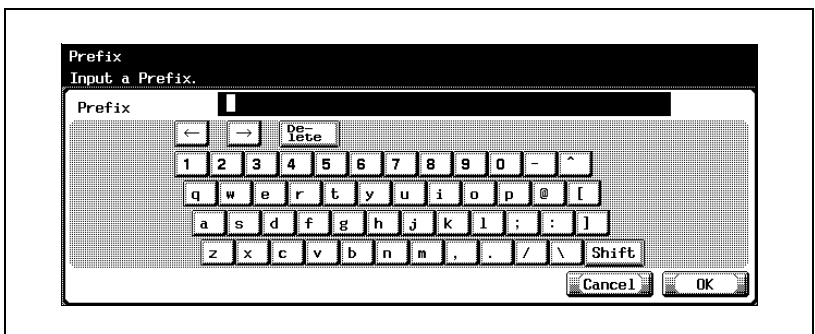 Prefix
Input a Prefix.
Prefix
← → De-
lete
1 2 3 4 5 6 7 8 9 0 - ^
q w e r t y u i o p @ [
a s d f g h j k l ; : ]
z x c v b n m , . / \ Shift
Cancel OK